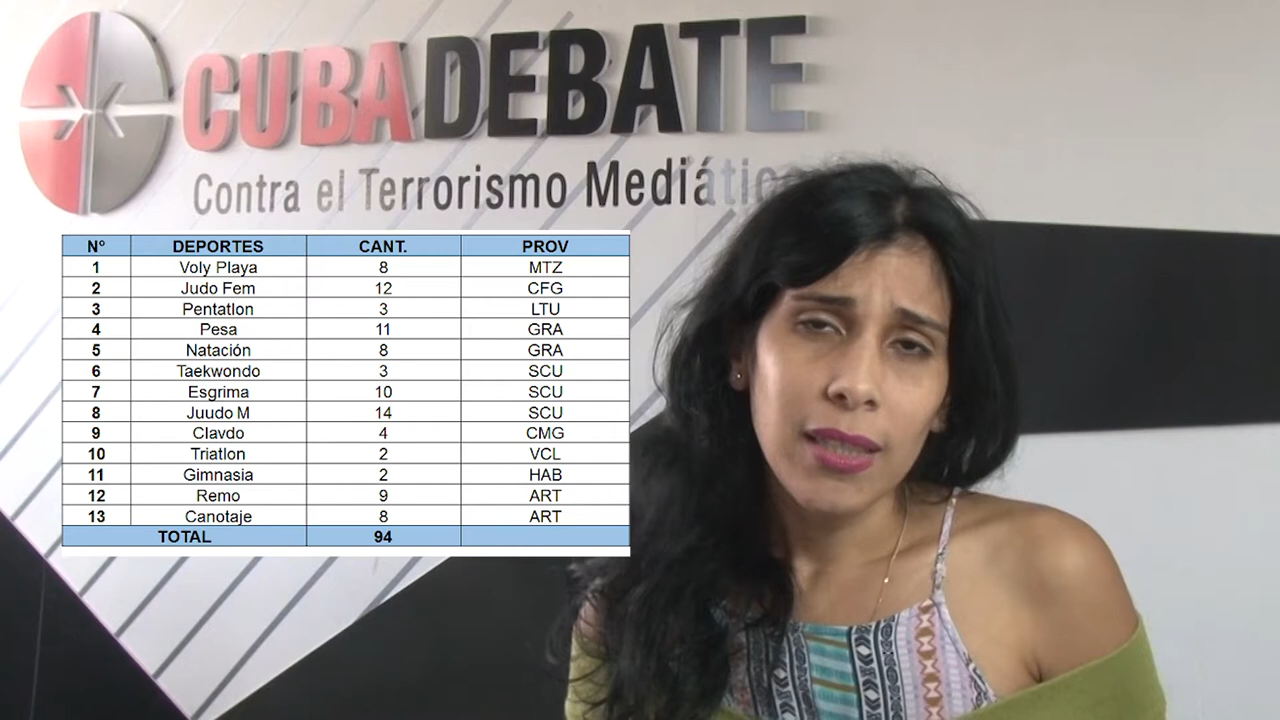 CUBADEBATE
Contra el Terrorismo Mediátic
Nº DEPORTES CANT. PROV
1 Voly Playa 8 MTZ
2 Judo Fem 12 CFG
3 Pentatlon 3 LTU
4 Pesa 11 GRA
5 Natación 8 GRA
6 Taekwondo 3 SCU
7 Esgrima 10 SCU
8 Juudo M 14 SCU
9 Clavdo 4 CMG
10 Triatlon 2 VCL
11 Gimnasia 2 HAB
12 Remo 9 ART
13 Canotaje 8 ART
TOTAL 94